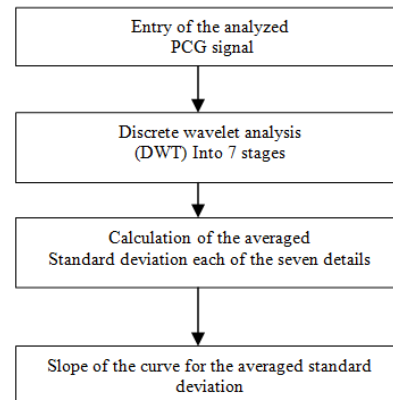 Entry of the analyzed
PCG signal
Discrete wavelet analysis
(DWT) Into 7 stages
Calculation of the averaged
Standard deviation each of the seven details
Slope of the curve for the averaged standard
deviation